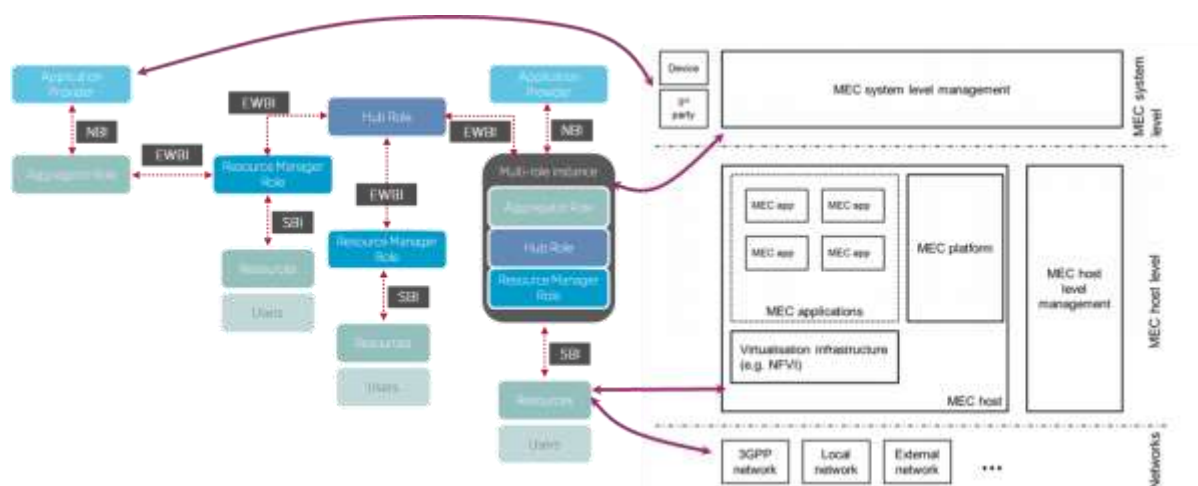 Application
Provider
NBI
Aggregator Role
EWBI
EWBI
Resource Manager
Role
SBI
Resources
Users
Hub Role
EWBI
EWBI
Resource Manager
Role
SBI
Resources
Users
Application
Provider
NBI
Multi-role instance
Aggregator Role
Hub Role
Resource Manager
Role
SBI
Resources
Users
Device
3rd
party
MEC system level management
MEC system
level
MEC app
MEC app
MEC app
MEC app
MEC applications
MEC platform
Virtualisation infrastructure
(e.g. NFVI)
MEC host
MEC host
level
management
MEC host level
3GPP
network
Local
network
External
network
...
Networks